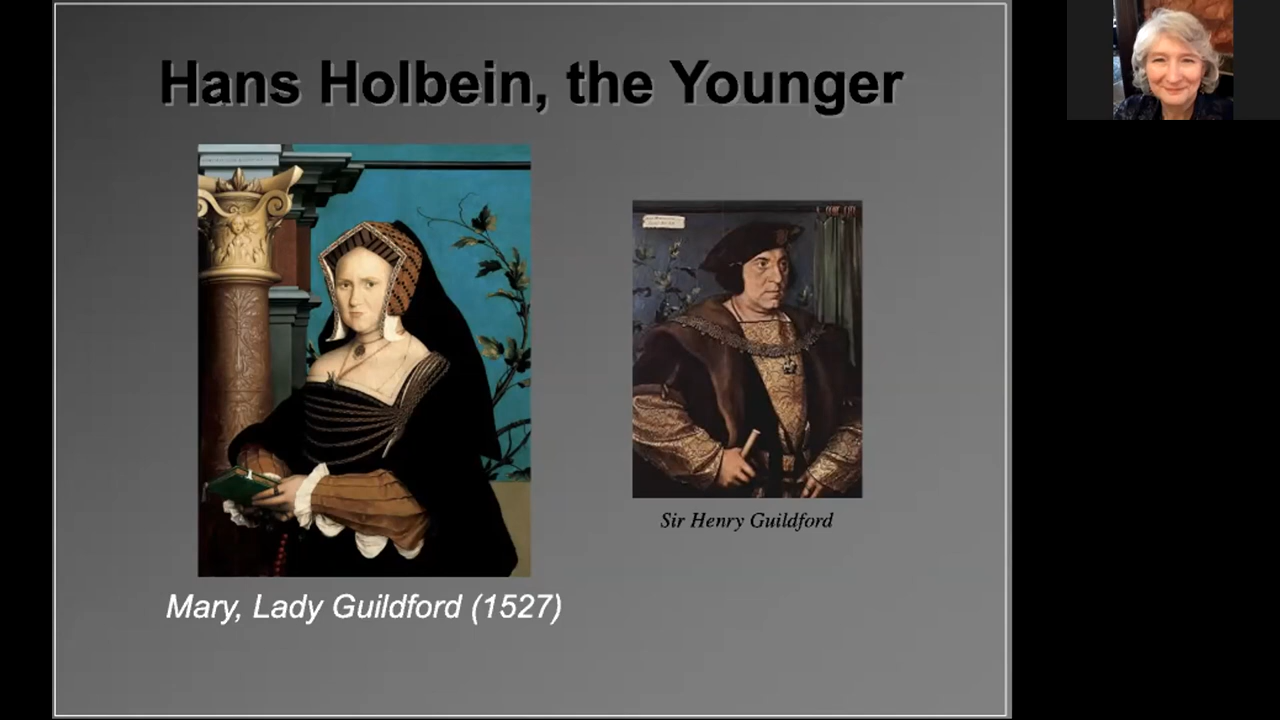 Hans Holbein, the Younger
Sir Henry Guildford
Mary, Lady Guildford (1527)